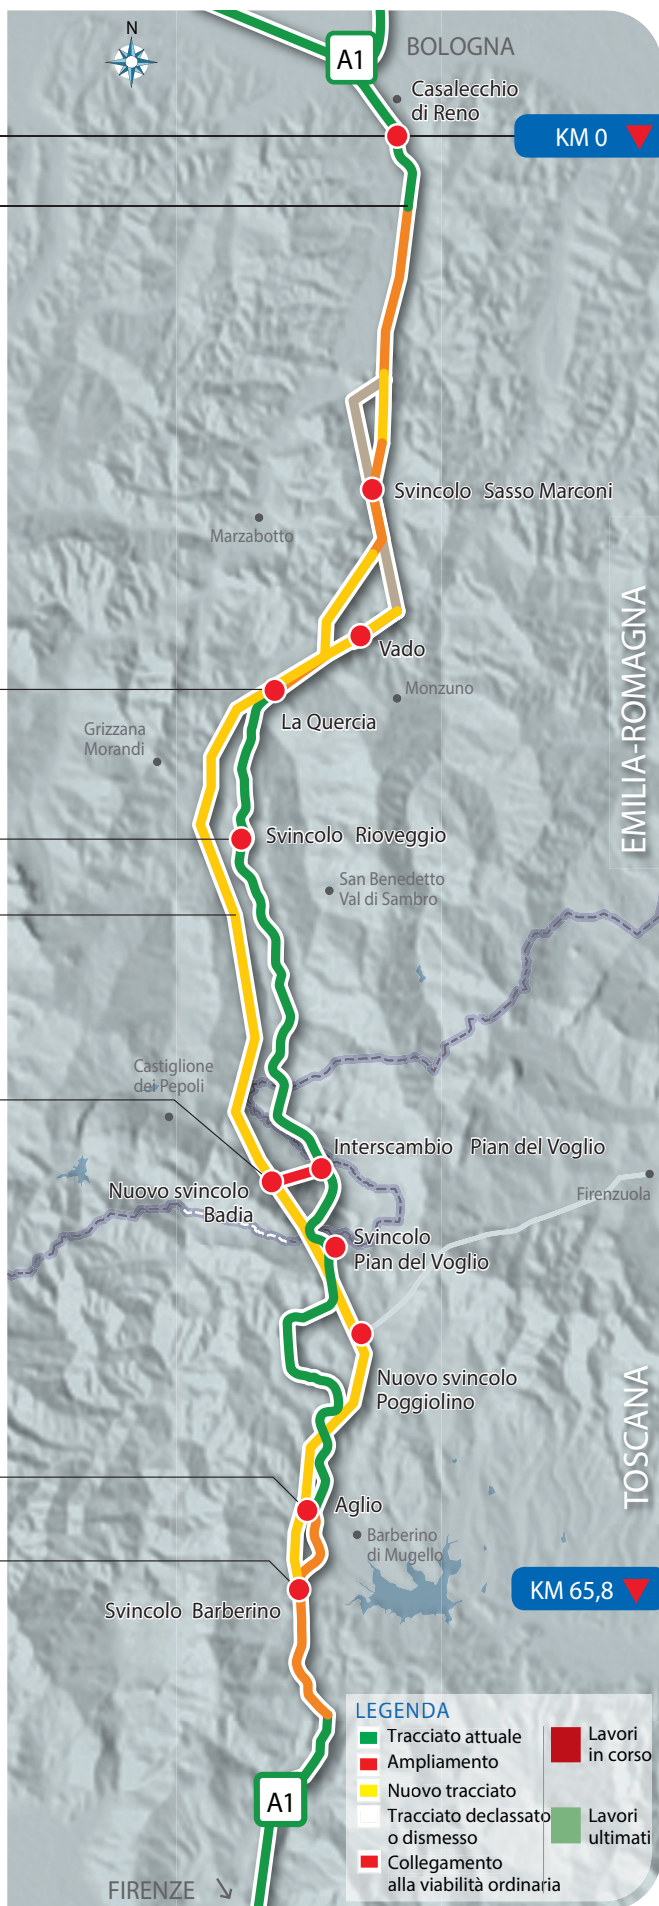 N
BOLOGNA
A1
Casalecchio
di Reno
KM 0
Svincolo Sasso Marconi
Marzabotto
EMILIA-ROMAGNA
Vado
Monzuno
La Quercia
Grizzana
Morandi
Svincolo Rioveggio
San Benedetto
Val di Sambro
Castiglione
dei Pepoli
Interscambio Pian del Voglio
Firenzuola
Nuovo svincolo
Badia
Svincolo
Pian del Voglio
Nuovo svincolo
Poggiolino
TOSCANA
Aglio
Barberino
di Mugello
KM 65,8
Svincolo Barberino
LEGENDA
Tracciato attuale
Ampliamento
Nuovo tracciato
Tracciato declassato
o dismesso
Collegamento
alla viabilità ordinaria
Lavori
in corso
Lavori
ultimati
A1
FIRENZE